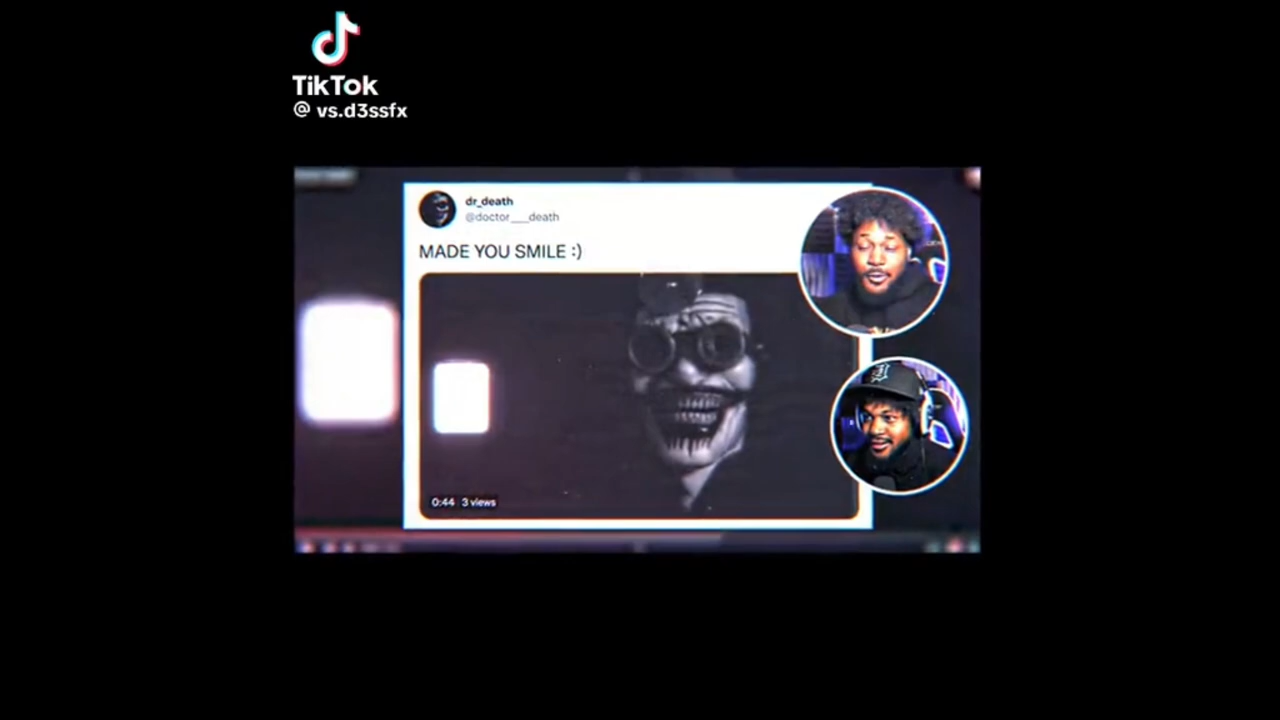 TikTok
@ vs.d3ssfx
dr_death
@doctor___death
MADE YOU SMILE :)
0:44 3 views